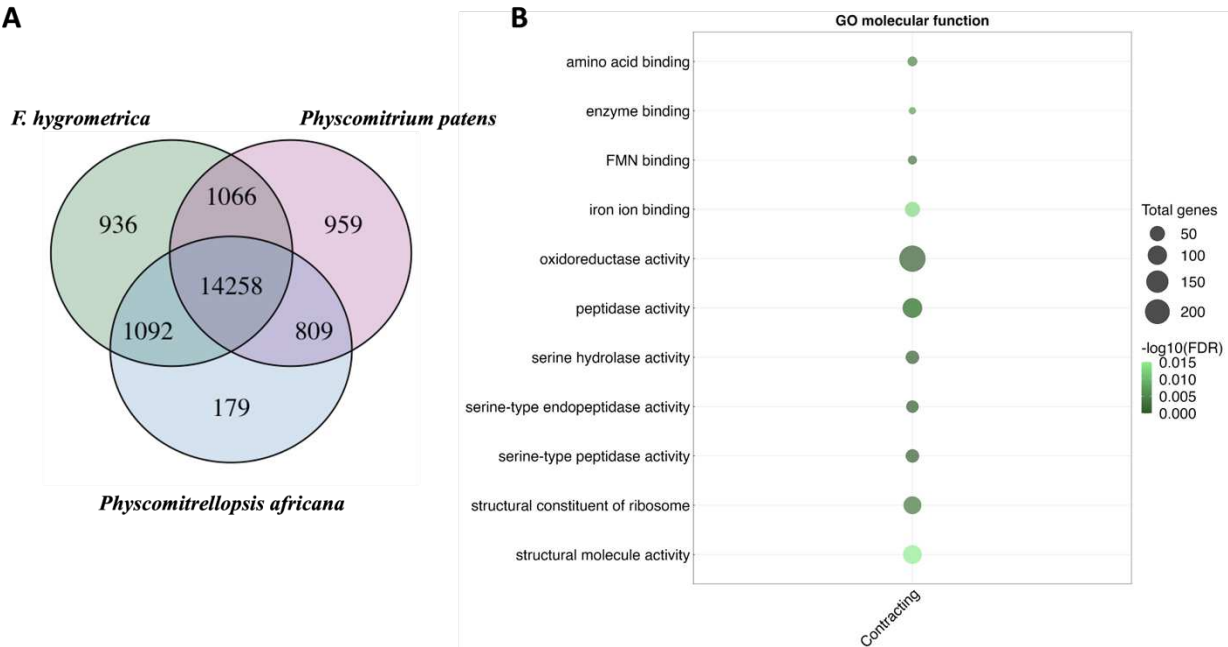 A
F. hygrometrica
Physcomitrium patens
936
1066
959
14258
1092
809
179
Physcomitrellopsis africana
B
GO molecular function
amino acid binding
enzyme binding
FMN binding
iron ion binding
oxidoreductase activity
peptidase activity
serine hydrolase activity
serine-type endopeptidase activity
serine-type peptidase activity
structural constituent of ribosome
structural molecule activity
Contracting
Total genes
50
100
150
200
-log10(FDR)
0.015
0.010
0.005
0.000